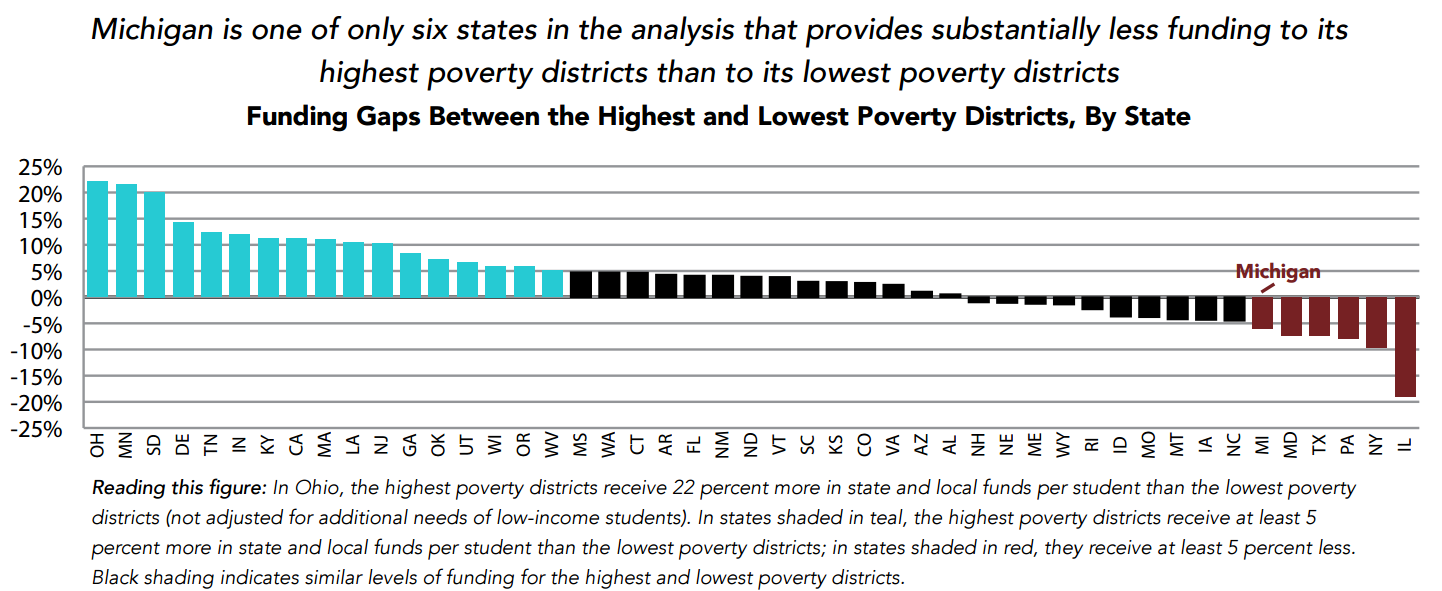 Michigan is one of only six states in the analysis that provides substantially less funding to its
highest poverty districts than to its lowest poverty districts
Funding Gaps Between the Highest and Lowest Poverty Districts, By State
25%
20%
15%
10%
5%
0%
-5%
-10%
-15%
-20%
-25%
Michigan
OH MN SD DE TN IN KY CA MA LA NJ GA OK UT WI OR WV MS WA CT AR FL NM ND VT SC KS CO VA AZ AL NH NE ME WY RI ID MO MT IA NC MI MD TX PA NY IL
Reading this figure: In Ohio, the highest poverty districts receive 22 percent more in state and local funds per student than the lowest poverty
districts (not adjusted for additional needs of low-income students). In states shaded in teal, the highest poverty districts receive at least 5
percent more in state and local funds per student than the lowest poverty districts; in states shaded in red, they receive at least 5 percent less.
Black shading indicates similar levels of funding for the highest and lowest poverty districts.